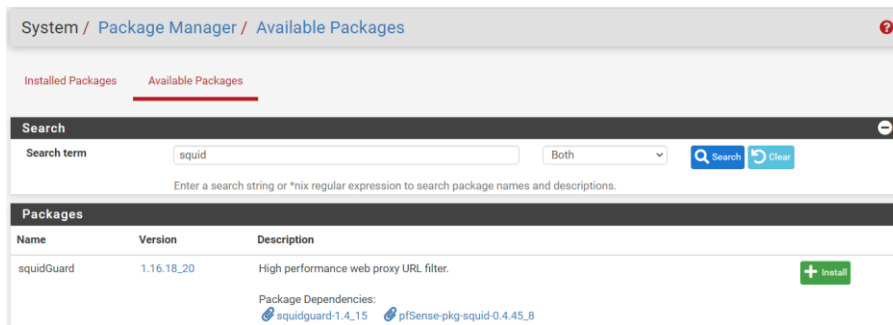 System / Package Manager / Available Packages
Installed Packages Available Packages
Search
Search term squid Both Search Clear
Enter a search string or *nix regular expression to search package names and descriptions.
Packages
Name Version Description
squidGuard 1.16.18_20 High performance web proxy URL filter. Install
Package Dependencies:
squidguard-1.4_15 pfSense-pkg-squid-0.4.45_8